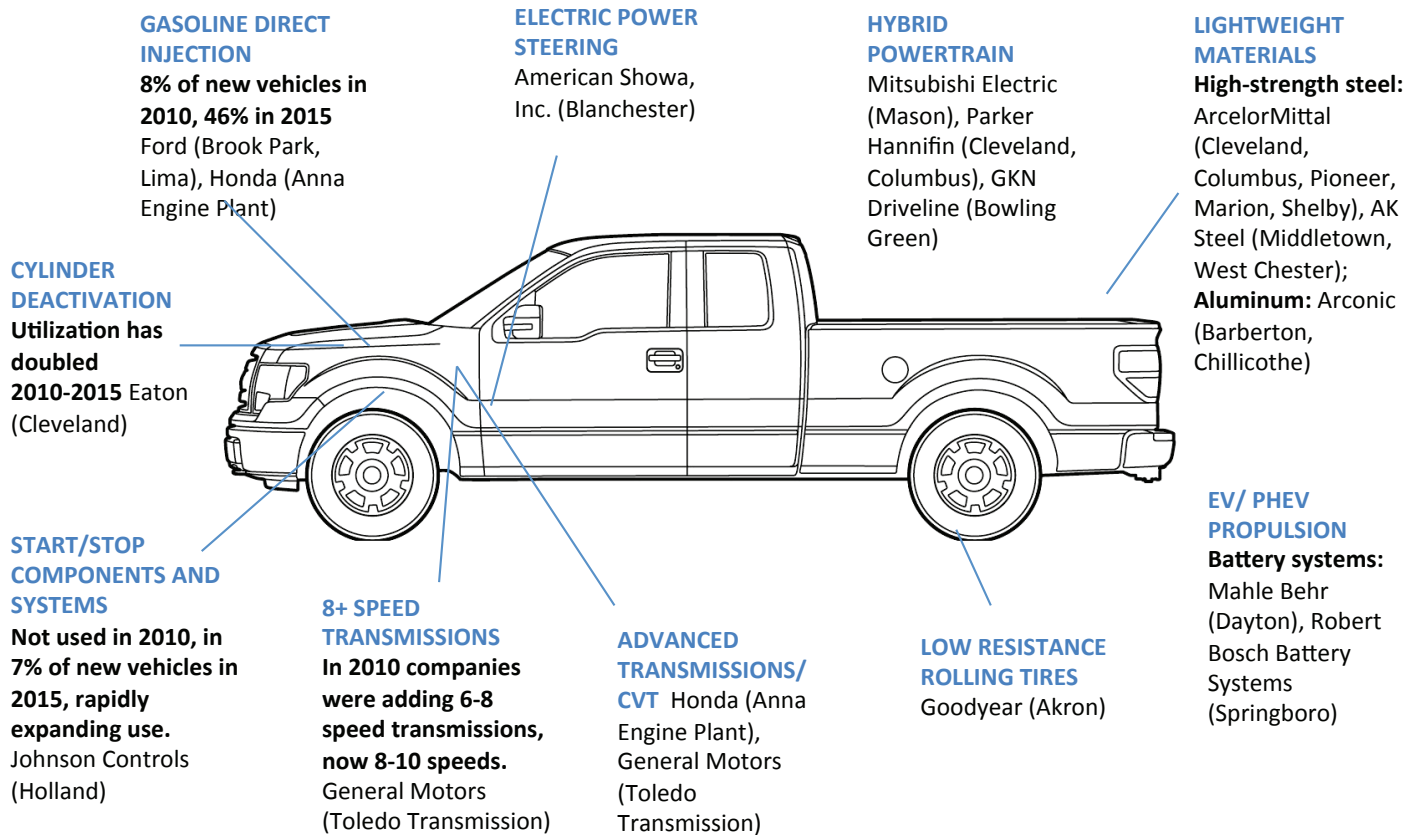 GASOLINE DIRECT
INJECTION
8% of new vehicles in
2010, 46% in 2015
Ford (Brook Park,
Lima), Honda (Anna
Engine Plant)
ELECTRIC POWER
STEERING
American Showa,
Inc. (Blanchester)
HYBRID
POWERTRAIN
Mitsubishi Electric
(Mason), Parker
Hannifin (Cleveland,
Columbus), GKN
Driveline (Bowling
Green)
LIGHTWEIGHT
MATERIALS
High-strength steel:
ArcelorMittal
(Cleveland,
Columbus, Pioneer,
Marion, Shelby), AK
Steel (Middletown,
West Chester);
Aluminum: Arconic
(Barberton,
Chillicothe)
CYLINDER
DEACTIVATION
Utilization has
doubled
2010-2015 Eaton
(Cleveland)
START/STOP
COMPONENTS AND
SYSTEMS
Not used in 2010, in
7% of new vehicles in
2015, rapidly
expanding use.
Johnson Controls
(Holland)
8+ SPEED
TRANSMISSIONS
In 2010 companies
were adding 6-8
speed transmissions,
now 8-10 speeds.
General Motors
(Toledo Transmission)
ADVANCED
TRANSMISSIONS/
CVT Honda (Anna
Engine Plant),
General Motors
(Toledo
Transmission)
LOW RESISTANCE
ROLLING TIRES
Goodyear (Akron)
EV/ PHEV
PROPULSION
Battery systems:
Mahle Behr
(Dayton), Robert
Bosch Battery
Systems
(Springboro)